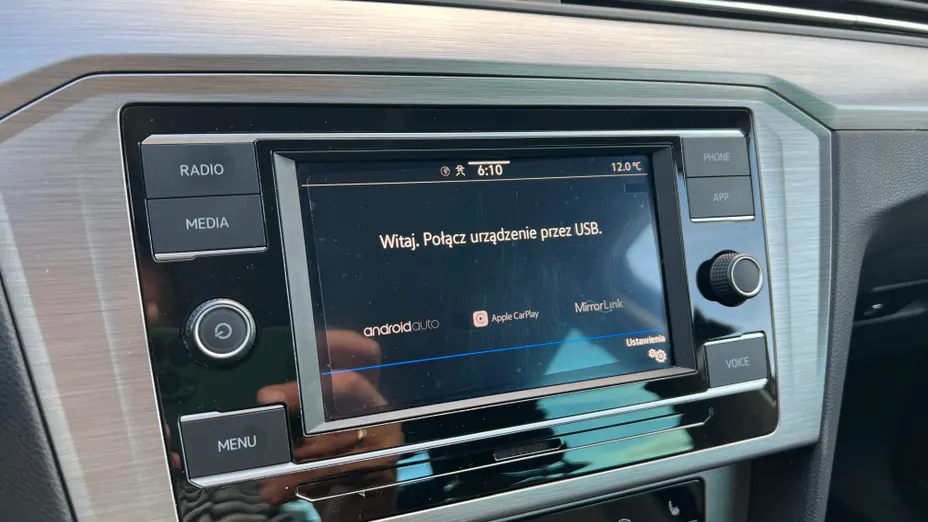 RADIO
MEDIA
MENU
6:10
12.0°C
Witaj. Połącz urządzenie przez USB.
androidauto
Apple CarPlay
MirrorLink
Ustawienia
PHONE
APP
VOICE